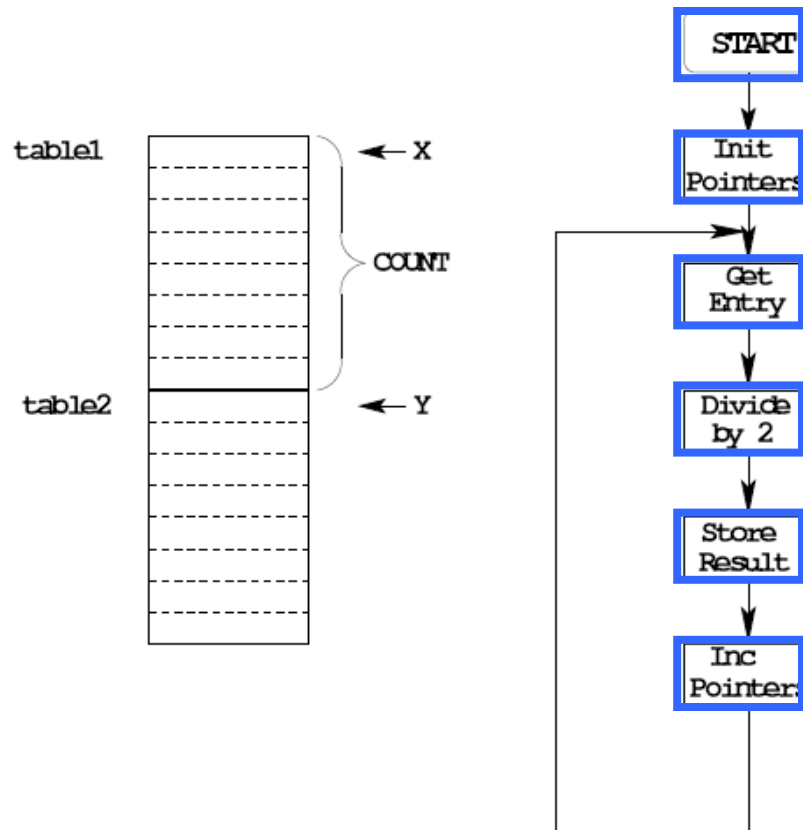 table1
X
COUNT
table2
Y
START
Init
Pointers
Get
Entry
Divide
by 2
Store
Result
Inc
Pointers